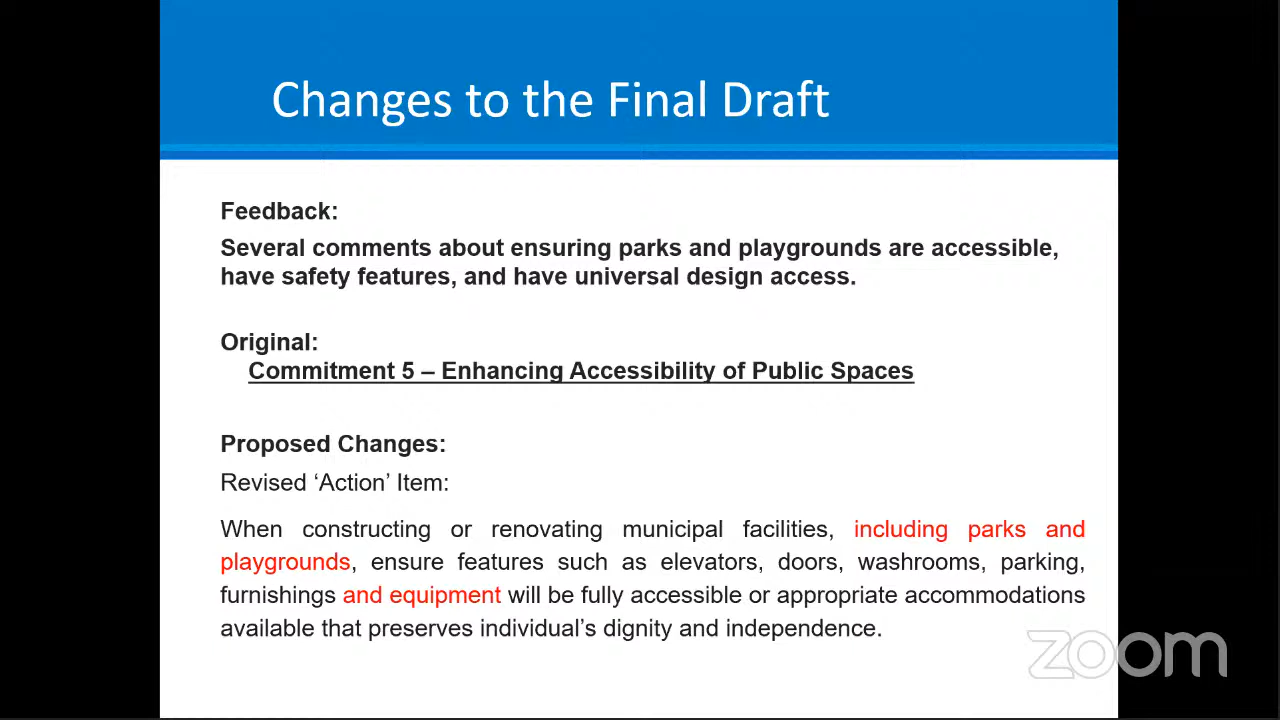 Changes to the Final Draft
Feedback:
Several comments about ensuring parks and playgrounds are accessible,
have safety features, and have universal design access.
Original:
Commitment 5 – Enhancing Accessibility of Public Spaces
Proposed Changes:
Revised ‘Action’ Item:
When constructing or renovating municipal facilities, including parks and
playgrounds, ensure features such as elevators, doors, washrooms, parking,
furnishings and equipment will be fully accessible or appropriate accommodations
available that preserves individual’s dignity and independence.
zoom